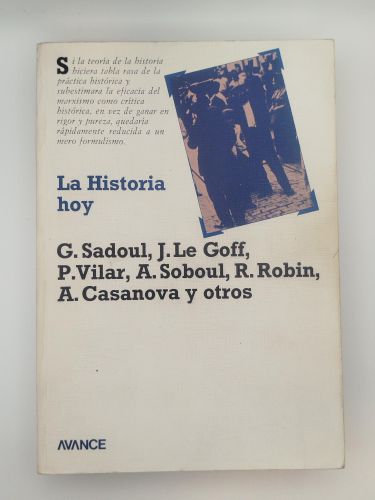 Si la teoría de la historia
hiciera tabla rasa de la
práctica histórica y
subestimara la eficacia del
marxismo como crítica
histórica, en vez de ganar en
rigor y pureza, quedaría
rápidamente reducida a un
mero formulismo.
La Historia
hoy
G. Sadoul, J. Le Goff,
P. Vilar, A. Soboul, R. Robin,
A. Casanova y otros
AVANCE